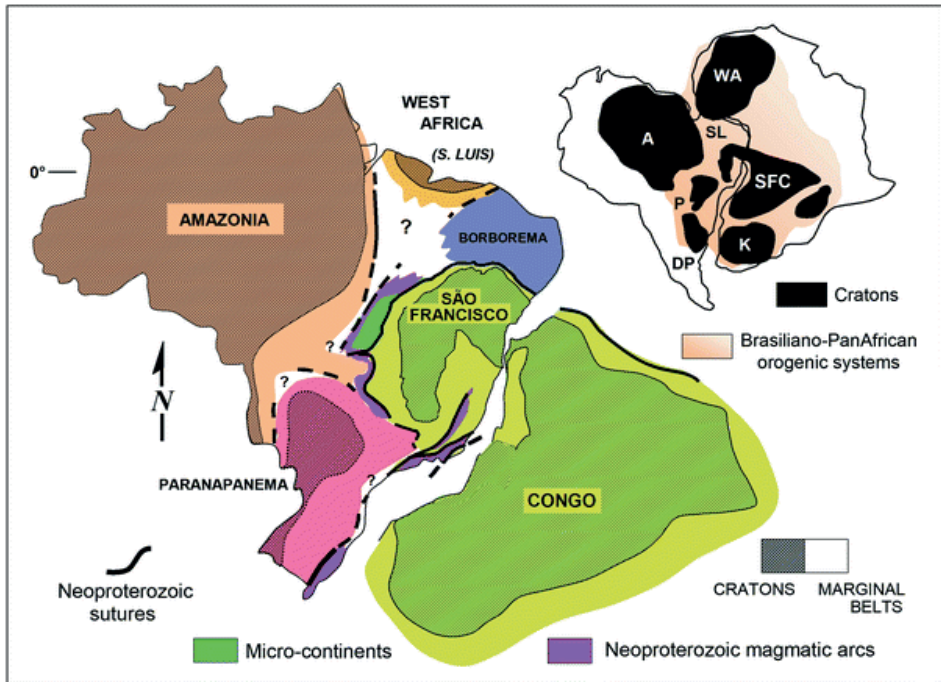 WEST
AFRICA
(S. LUIS)
0°
AMAZONIA
?
BORBOREMA
SÃO
FRANCISCO
?
?
N
PARANAPANEMA
?
CONGO
Neoproterozoic
sutures
Micro-continents
Neoproterozoic magmatic arcs
CRATONS
MARGINAL
BELTS
WA
A
SL
SFC
P
K
DP
Cratons
Brasiliano-PanAfrican
orogenic systems